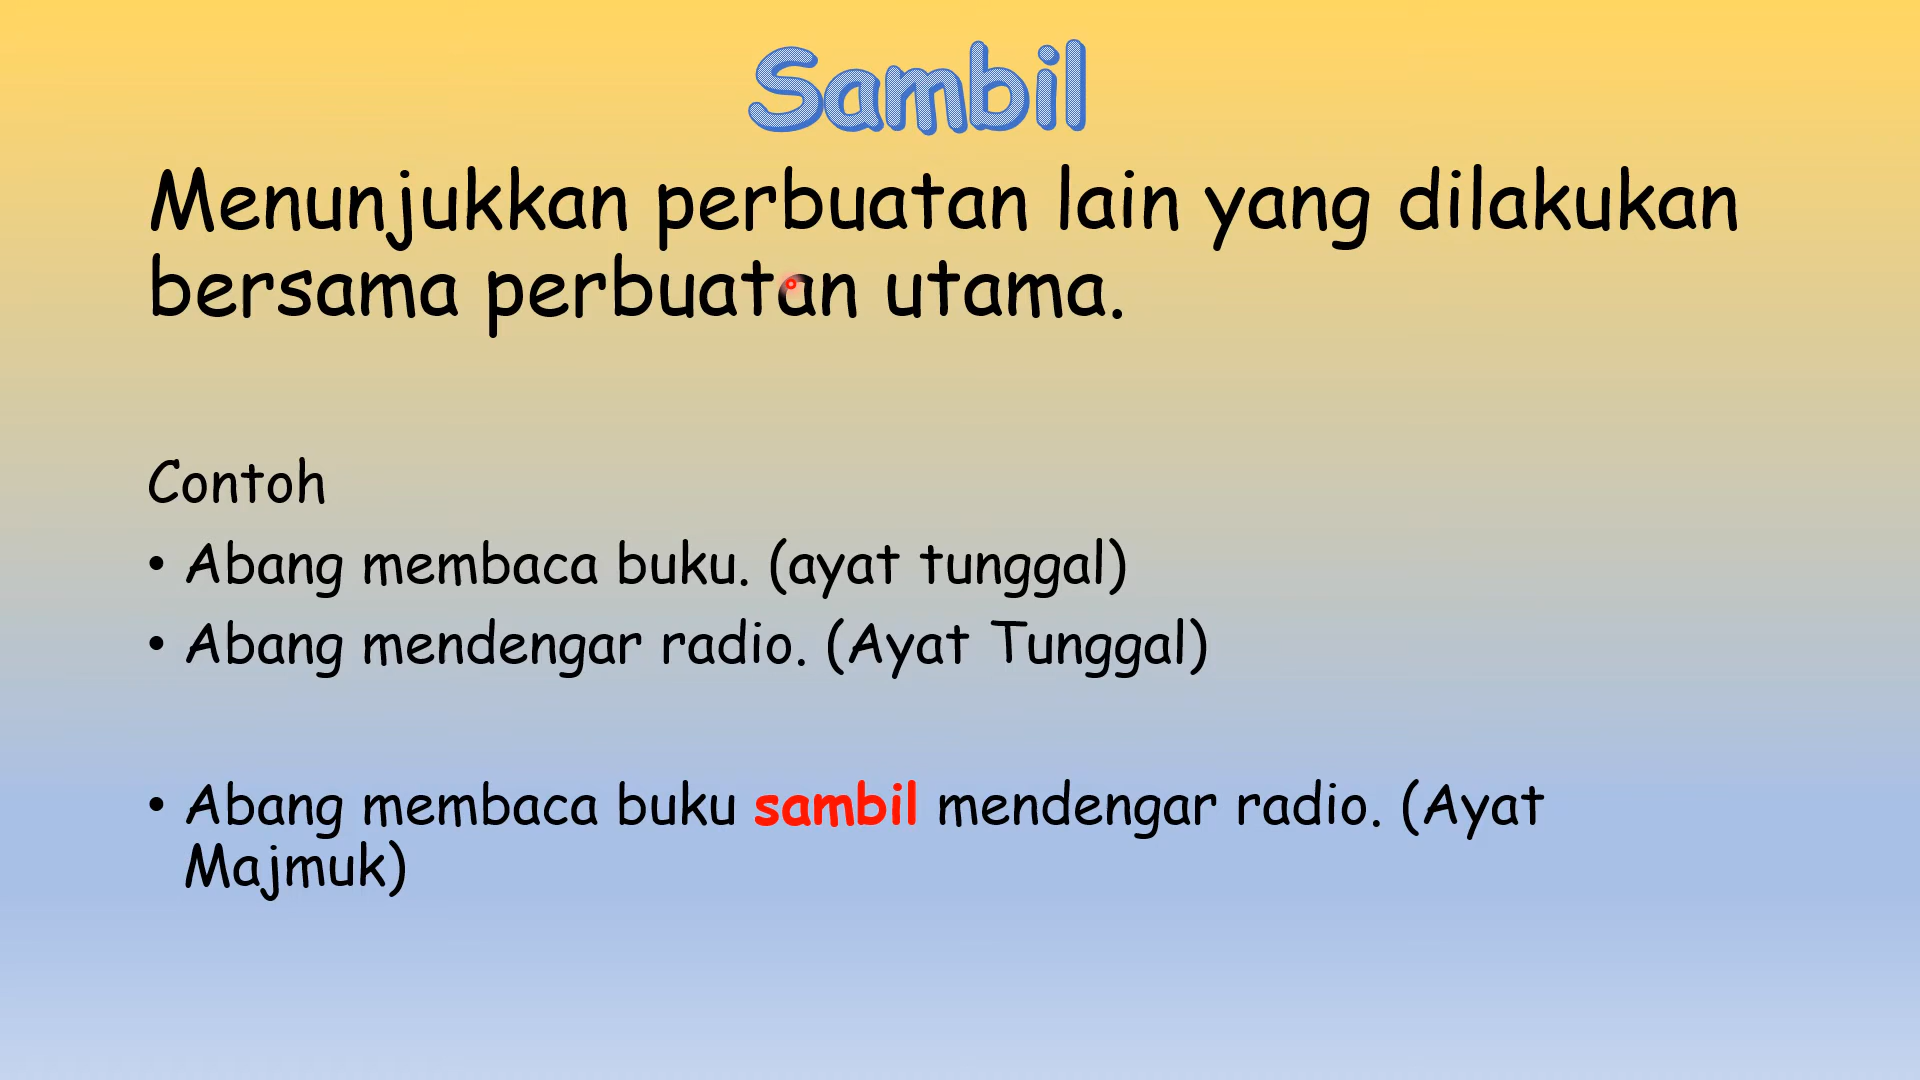 Sambil
Menunjukkan perbuatan lain yang dilakukan
bersama perbuatan utama.
Contoh
• Abang membaca buku. (ayat tunggal)
• Abang mendengar radio. (Ayat Tunggal)
• Abang membaca buku sambil mendengar radio. (Ayat
Majmuk)